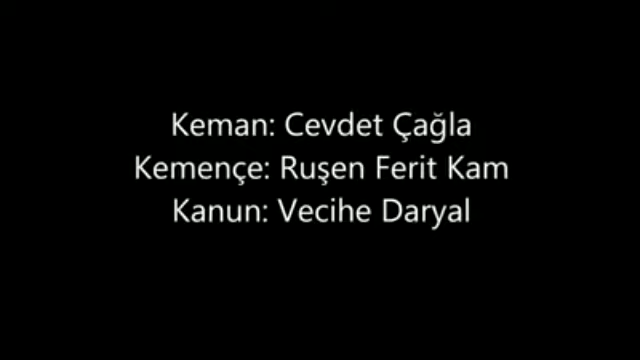 Keman: Cevdet Çağla
Kemençe: Ruşen Ferit Kam
Kanun: Vecihe Daryal